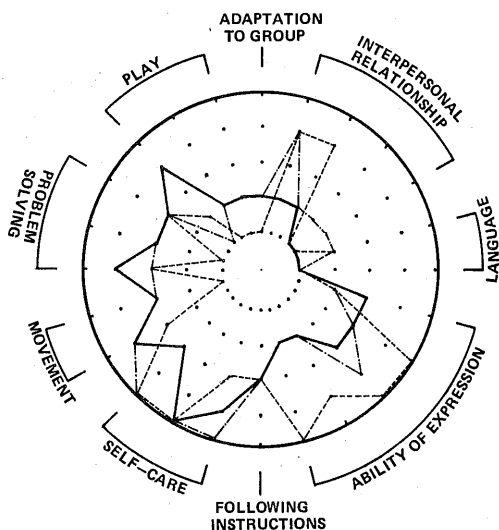 ADAPTATION
TO GROUP
INTERPERSONAL
RELATIONSHIP
LANGUAGE
ABILITY OF EXPRESSION
FOLLOWING
INSTRUCTIONS
SELF-CARE
MOVEMENT
PROBLEM
SOLVING
PLAY